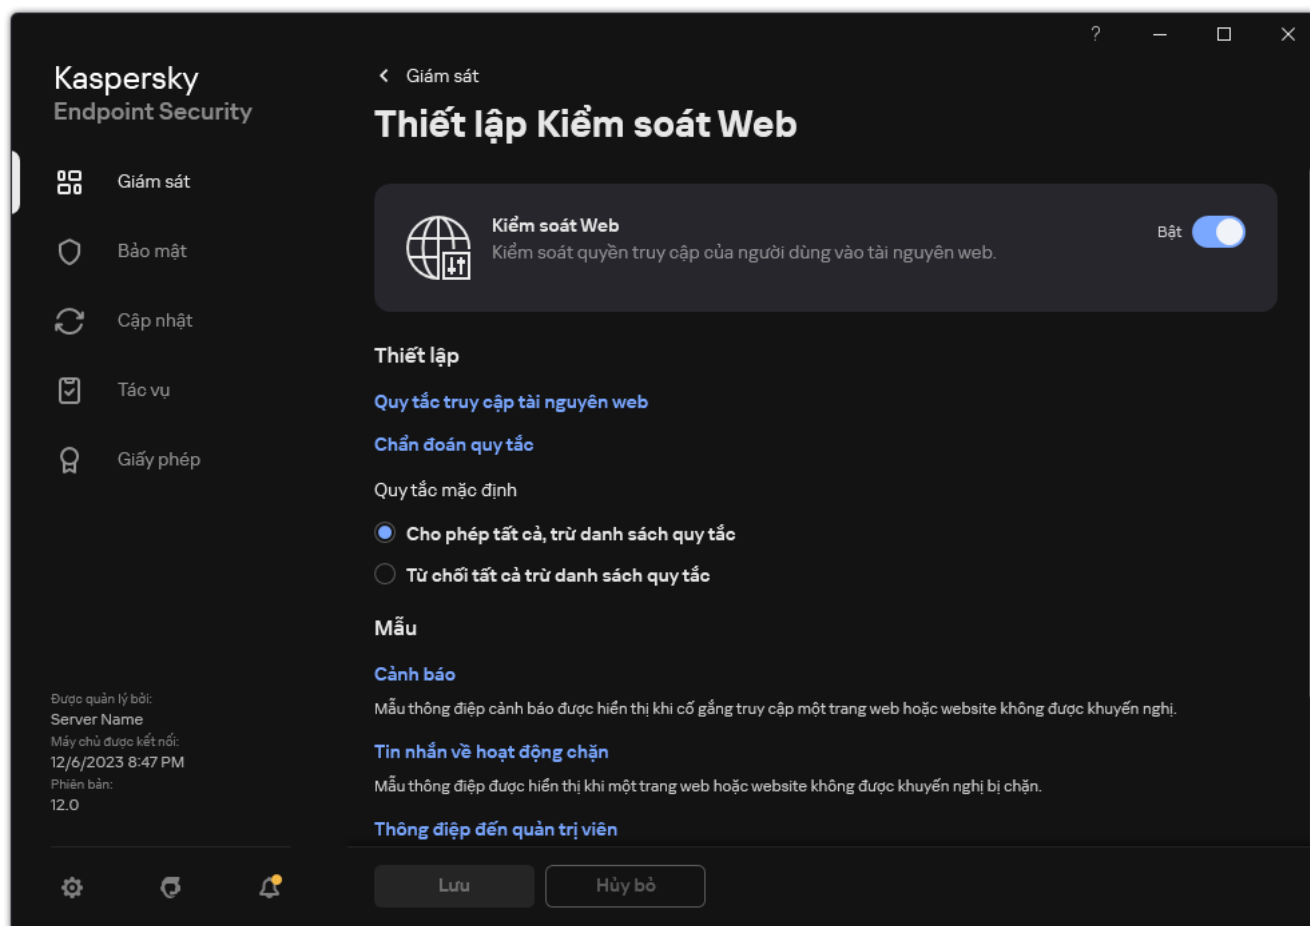 ?
Kaspersky
Endpoint Security
Giám sát
Bảo mật
Cập nhật
Tác vụ
Giấy phép
Được quản lý bởi:
Server Name
Máy chủ được kết nối:
12/6/2023 8:47 PM
Phiên bản:
12.0
Giám sát
Thiết lập Kiểm soát Web
Kiểm soát Web
Kiểm soát quyền truy cập của người dùng vào tài nguyên web.
Bật
Thiết lập
Quy tắc truy cập tài nguyên web
Chẩn đoán quy tắc
Quy tắc mặc định
Cho phép tất cả, trừ danh sách quy tắc
Từ chối tất cả trừ danh sách quy tắc
Mẫu
Cảnh báo
Mẫu thông điệp cảnh báo được hiển thị khi cố gắng truy cập một trang web hoặc website không được khuyến nghị.
Tin nhắn về hoạt động chặn
Mẫu thông điệp được hiển thị khi một trang web hoặc website không được khuyến nghị bị chặn.
Thông điệp đến quản trị viên
Lưu
Hủy bỏ